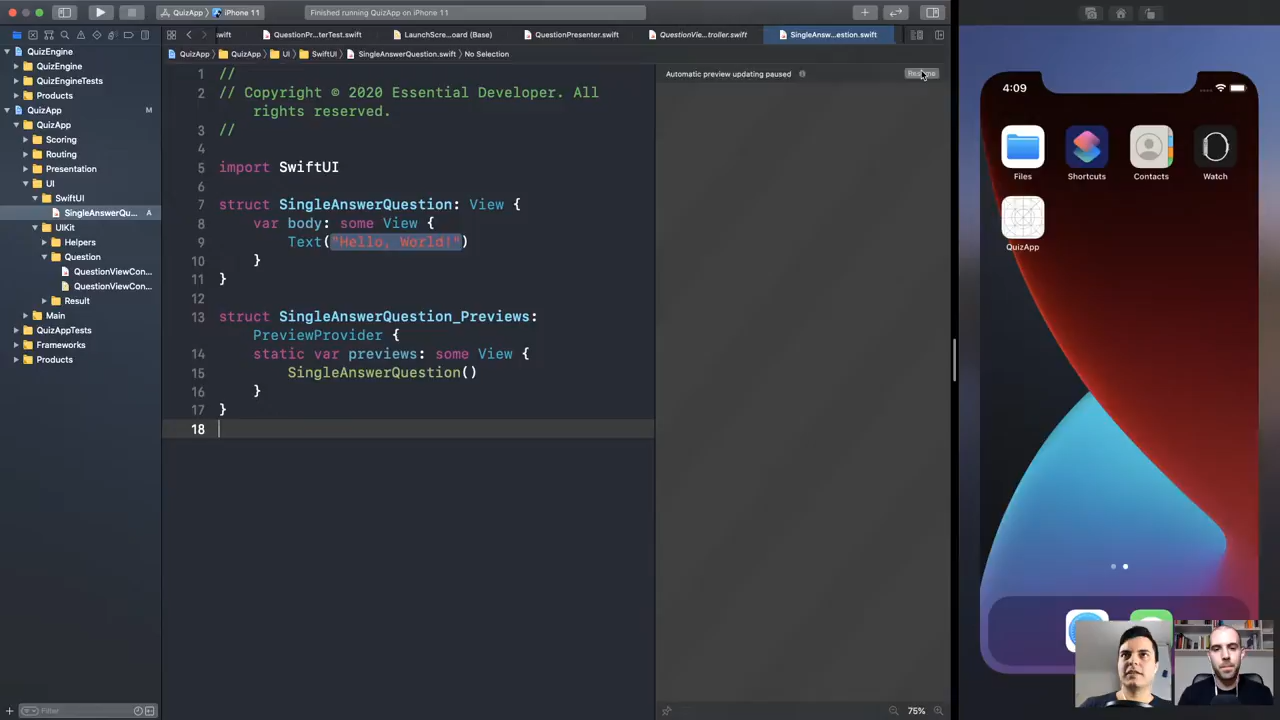 QuizApp
iPhone 11
Finished running QuizApp on iPhone 11
wift
QuestionPr...terTest.swift
LaunchScre...oard (Base)
QuestionPresenter.swift
QuestionVie...troller.swift
SingleAnsw...estion.swift
QuizApp
QuizApp
UI
SwiftUI
SingleAnswerQuestion.swift
No Selection
QuizEngine
QuizEngine
QuizEngineTests
Products
QuizApp M
QuizApp
Scoring
Routing
Presentation
UI
SwiftUI
SingleAnswerQu... A
UIKit
Helpers
Question
QuestionViewCon...
QuestionViewCon...
Result
Main
QuizAppTests
Frameworks
Products
Filter
1 //
2 // Copyright © 2020 Essential Developer. All
rights reserved.
3 //
4
5 import SwiftUI
6
7 struct SingleAnswerQuestion: View {
8 var body: some View {
9 Text("Hello, World!")
10 }
11 }
12
13 struct SingleAnswerQuestion_Previews:
PreviewProvider {
14 static var previews: some View {
15 SingleAnswerQuestion()
16 }
17 }
18
Automatic preview updating paused
Resume
75%
4:09
Files
Shortcuts
Contacts
Watch
QuizApp